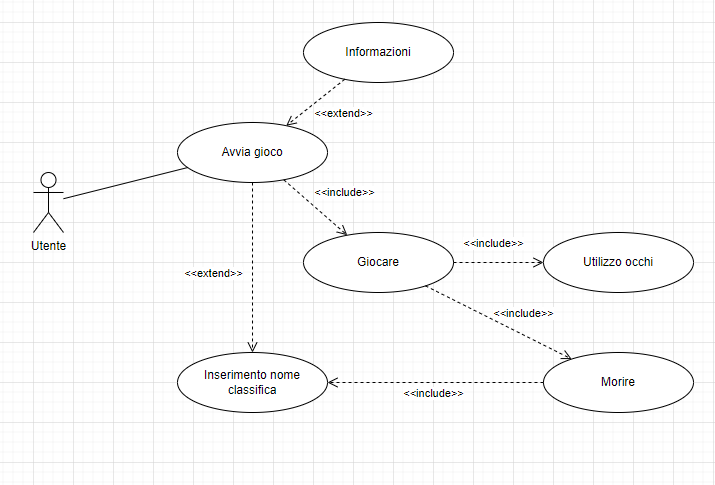 Informazioni
<<extend>>
Avvia gioco
<<include>>
Utente
<<include>>
Giocare
Utilizzo occhi
<<extend>>
<<include>>
Inserimento nome
classifica
Morire
<<include>>